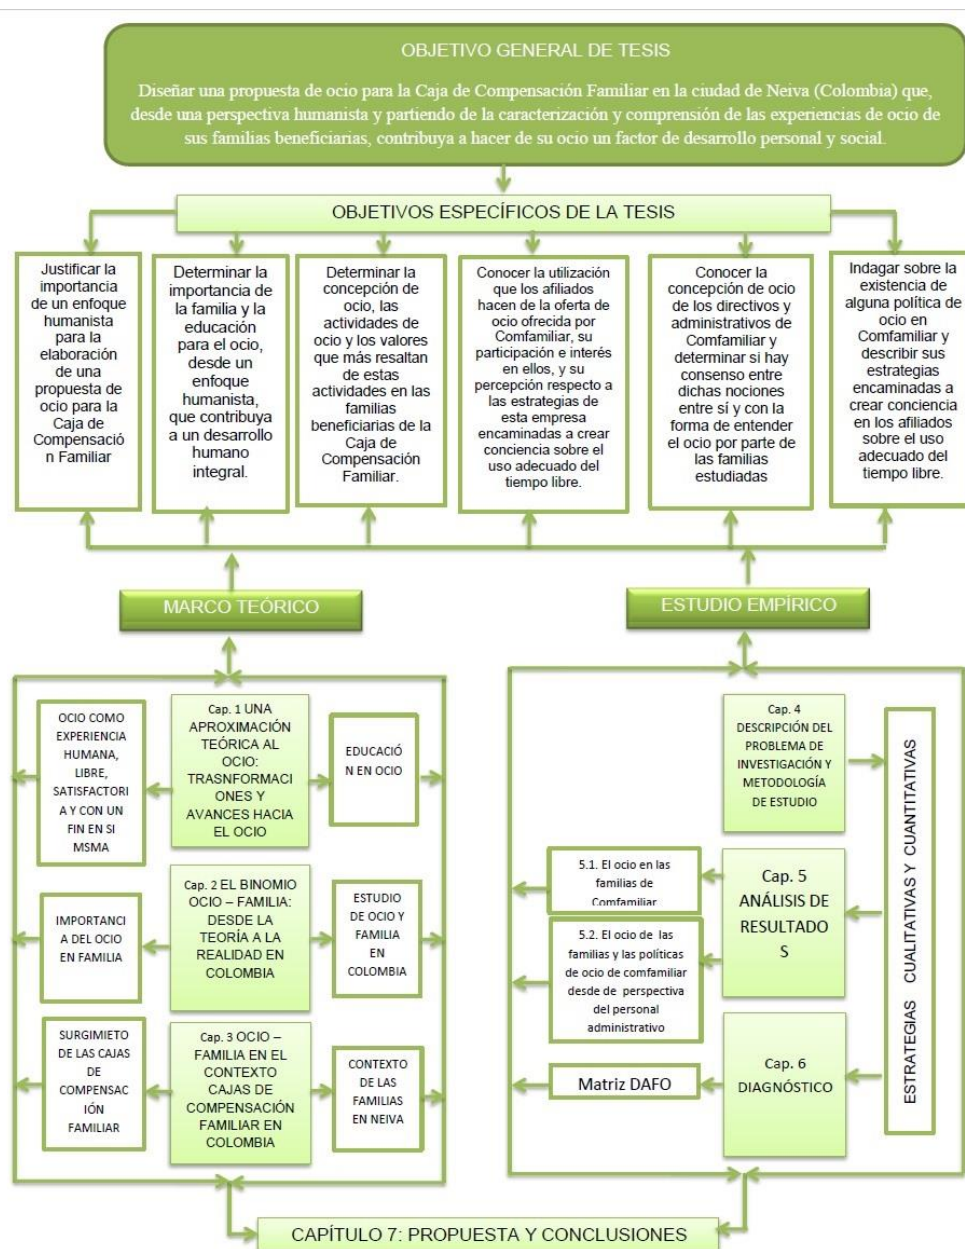 OBJETIVO GENERAL DE TESIS
Diseñar una propuesta de ocio para la Caja de Compensación Familiar en la ciudad de Neiva (Colombia) que,
desde una perspectiva humanista y partiendo de la caracterización y comprensión de las experiencias de ocio de
sus familias beneficiarias, contribuya a hacer de su ocio un factor de desarrollo personal y social.
OBJETIVOS ESPECÍFICOS DE LA TESIS
Justificar la
importancia
de un enfoque
humanista
para la
elaboración
de una
propuesta de
ocio para la
Caja de
Compensació
n Familiar
Determinar la
importancia de
la familia y la
educación
para el ocio,
desde un
enfoque
humanista,
que contribuya
a un desarrollo
humano
integral.
Determinar la
concepción de
ocio, las
actividades de
ocio y los valores
que más resaltan
de estas
actividades en las
familias
beneficiarias de la
Caja de
Compensación
Familiar.
Conocer la utilización
que los afiliados
hacen de la oferta de
ocio ofrecida por
Comfamiliar, su
participación e interés
en ellos, y su
percepción respecto a
las estrategias de
esta empresa
encaminadas a crear
conciencia sobre el
uso adecuado del
tiempo libre.
Conocer la
concepción de ocio
de los directivos y
administrativos de
Comfamiliar y
determinar si hay
consenso entre
dichas nociones
entre sí y con la
forma de entender
el ocio por parte de
las familias
estudiadas
Indagar sobre la
existencia de
alguna política de
ocio en
Comfamiliar y
describir sus
estrategias
encaminadas a
crear conciencia
en los afiliados
sobre el uso
adecuado del
tiempo libre.
MARCO TEÓRICO
ESTUDIO EMPÍRICO
OCIO COMO
EXPERIENCIA
HUMANA,
LIBRE,
SATISFACTORI
A Y CON UN
FIN EN SI
MSMA
Cap. 1 UNA
APROXIMACIÓN
TEÓRICA AL
OCIO:
TRASNFORMACI
ONES Y
AVANCES HACIA
EL OCIO
EDUCACIÓ
N EN OCIO
IMPORTANCI
A DEL OCIO
EN FAMILIA
Cap. 2 EL BINOMIO
OCIO – FAMILIA:
DESDE LA
TEORÍA A LA
REALIDAD EN
COLOMBIA
ESTUDIO
DE OCIO Y
FAMILIA
EN
COLOMBIA
SURGIMIETO
DE LAS CAJAS
DE
COMPENSAC
IÓN
FAMILIAR
Cap. 3 OCIO –
FAMILIA EN EL
CONTEXTO
CAJAS DE
COMPENSACIÓN
FAMILIAR EN
COLOMBIA
CONTEXTO
DE LAS
FAMILIAS
EN NEIVA
Cap. 4
DESCRIPCIÓN DEL
PROBLEMA DE
INVESTIGACIÓN Y
METODOLOGÍA
DE ESTUDIO
5.1. El ocio en las
familias de
Comfamiliar
5.2. El ocio de las
familias y las políticas
de ocio de comfamiliar
desde de perspectiva
del personal
administrativo
Cap. 5
ANÁLISIS DE
RESULTADO
S
Matriz DAFO
Cap. 6
DIAGNÓSTICO
ESTRATEGIAS CUALITATIVAS Y CUANTITATIVAS
CAPÍTULO 7: PROPUESTA Y CONCLUSIONES